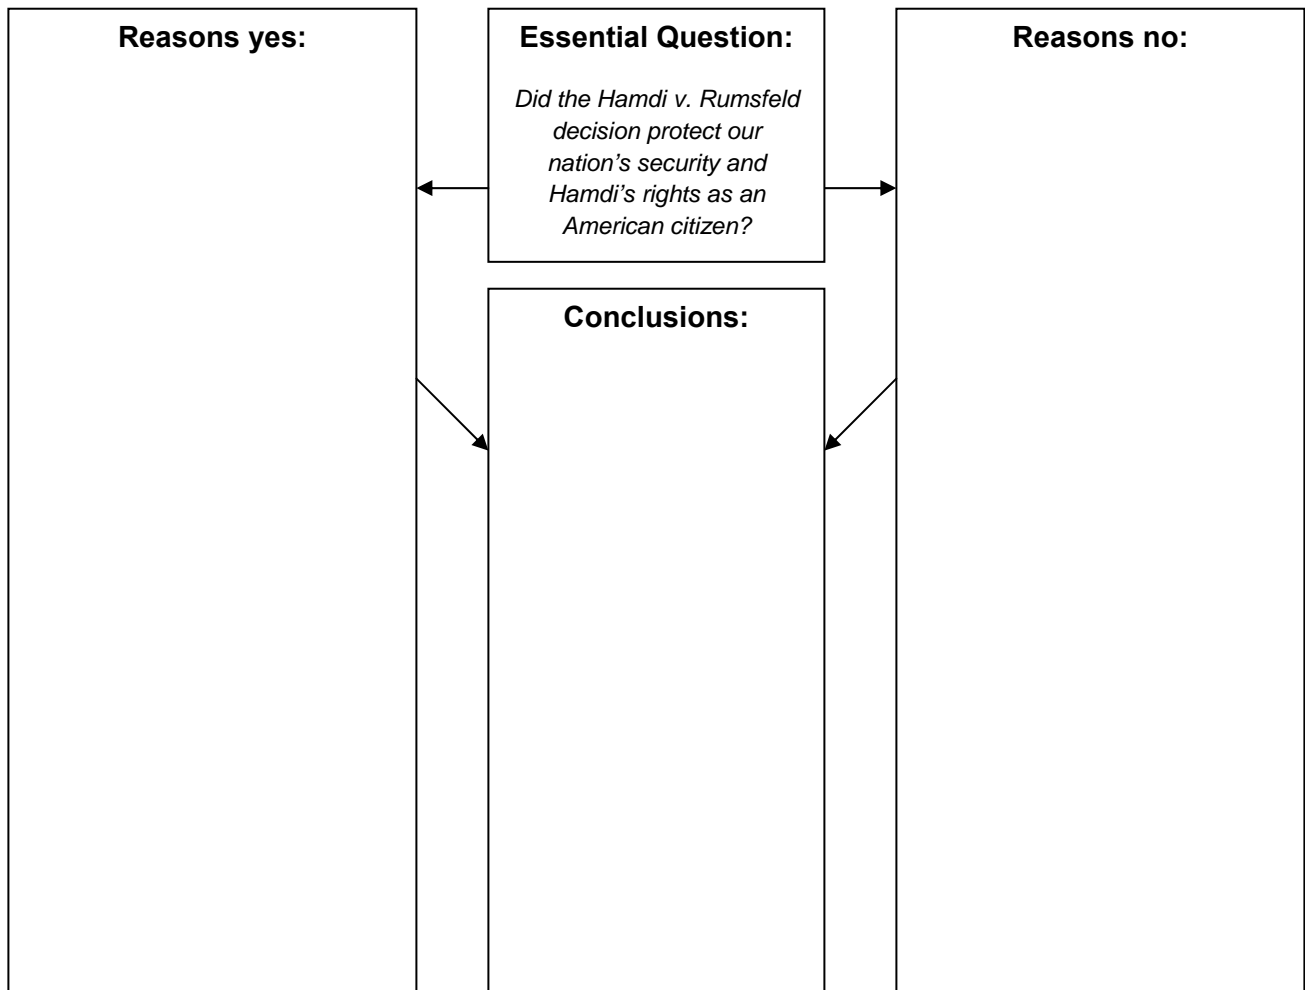 Reasons yes:
Essential Question:
Did the Hamdi v. Rumsfeld
decision protect our
nation’s security and
Hamdi’s rights as an
American citizen?
Reasons no:
Conclusions: